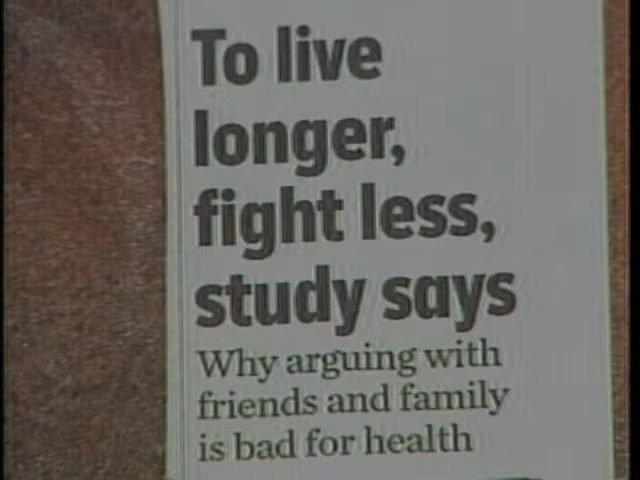 To live
longer,
fight less,
study says
Why arguing with
friends and family
is bad for health